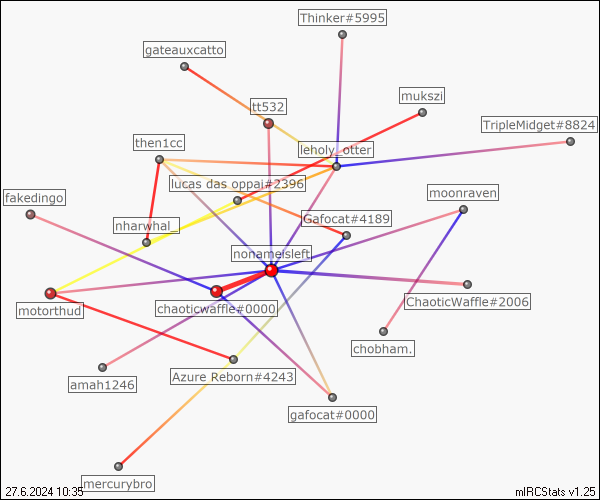 Thinker#5995
gateauxcatto
mukszi
tt532
TripleMidget#8824
then1cc
leholy_otter
lucas das oppai#2396
moonraven
fakedingo
Gafocat#4189
nharwhal_
nonameisleft
ChaoticWaffle#2006
motorthud
chaoticwaffle#0000
chobham.
Azure Reborn#4243
amah1246
gafocat#0000
mercurybro
27.6.2024 10:35
mIRCStats v1.25